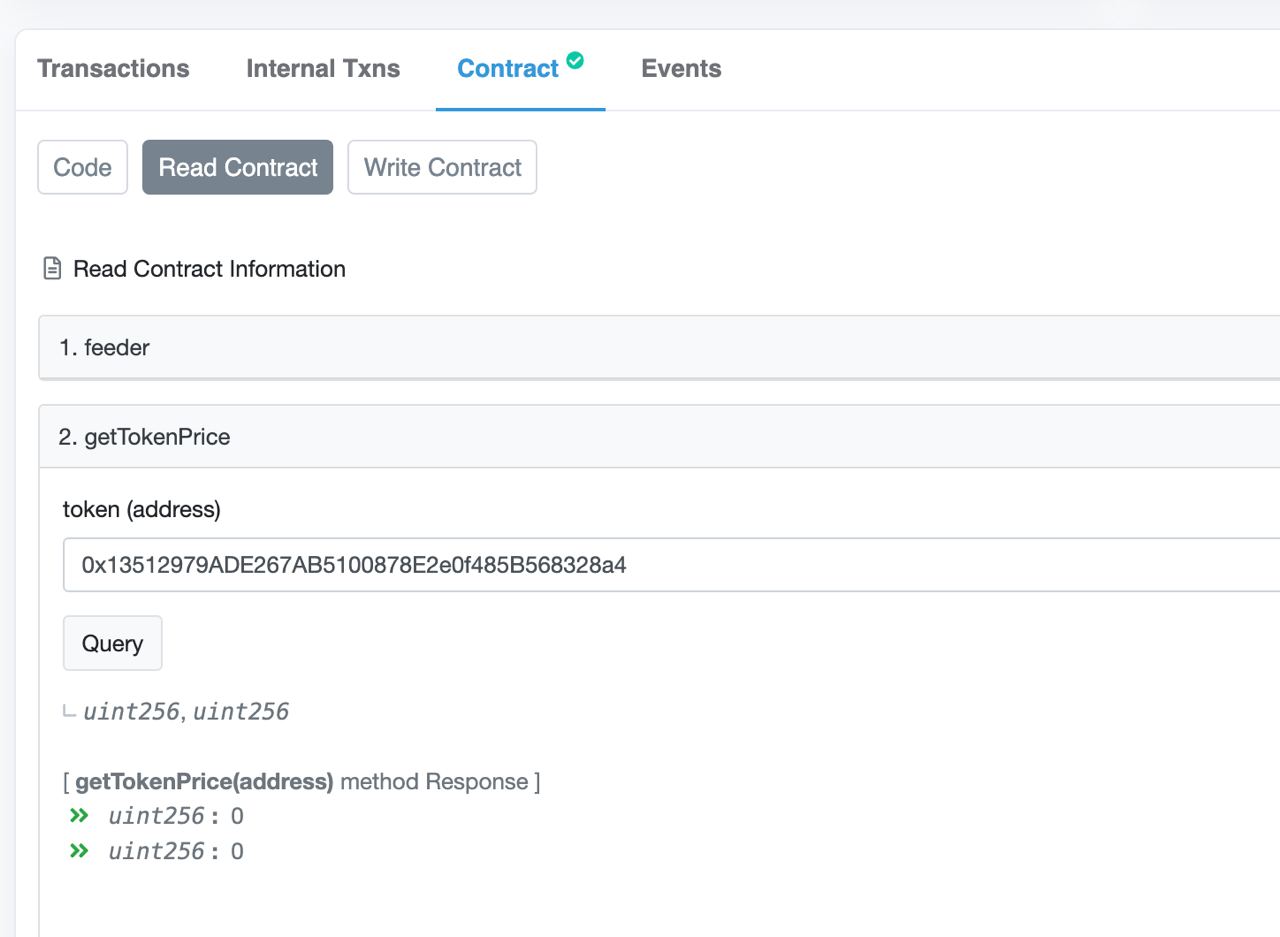 Transactions Internal Txns Contract Events
Code Read Contract Write Contract
Read Contract Information
1. feeder
2. getTokenPrice
token (address)
0x13512979ADE267AB5100878E2e0f485B568328a4
Query
uint256, uint256
[ getTokenPrice(address) method Response ]
uint256 : 0
uint256 : 0